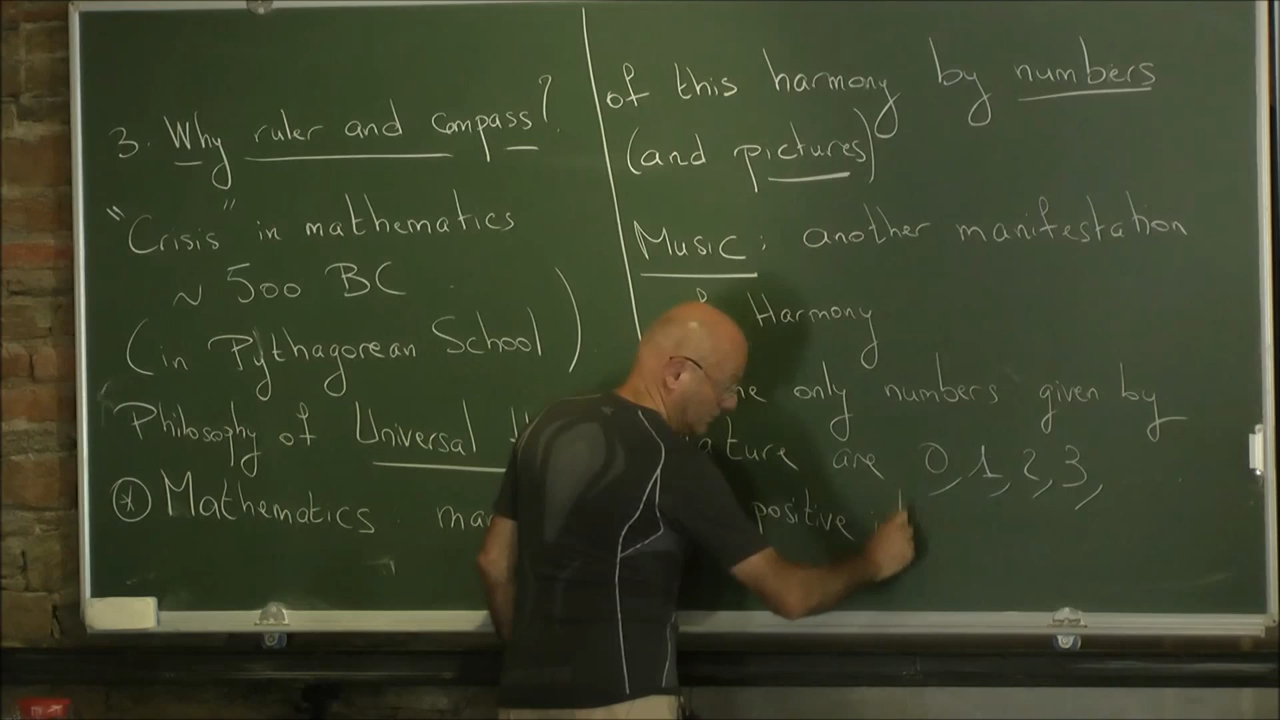 3. Why ruler and compass?
"Crisis" in mathematics
~ 500 BC
(in Pythagorean School)
Philosophy of Universal
* Mathematics
of this harmony by numbers
(and pictures)
Music: another manifestation
Harmony
only numbers given by
are 0, 1, 2, 3,
positive